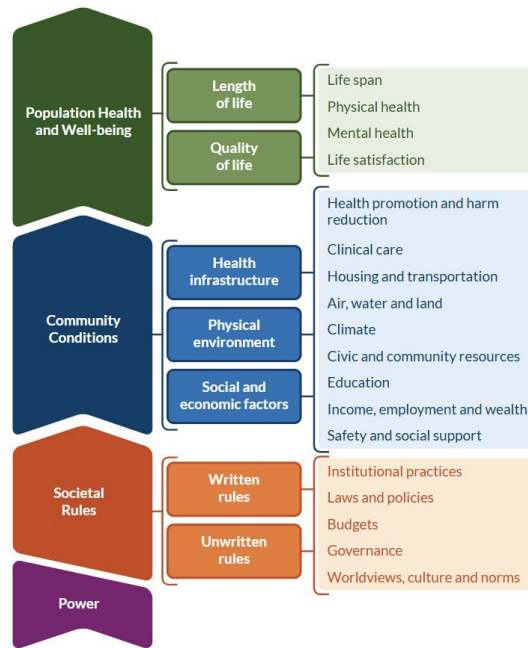 Population Health
and Well-being
Length
of life
Quality
of life
Life span
Physical health
Mental health
Life satisfaction
Community
Conditions
Health
infrastructure
Physical
environment
Social and
economic factors
Health promotion and harm
reduction
Clinical care
Housing and transportation
Air, water and land
Climate
Civic and community resources
Education
Income, employment and wealth
Safety and social support
Societal
Rules
Written
rules
Unwritten
rules
Institutional practices
Laws and policies
Budgets
Governance
Worldviews, culture and norms
Power